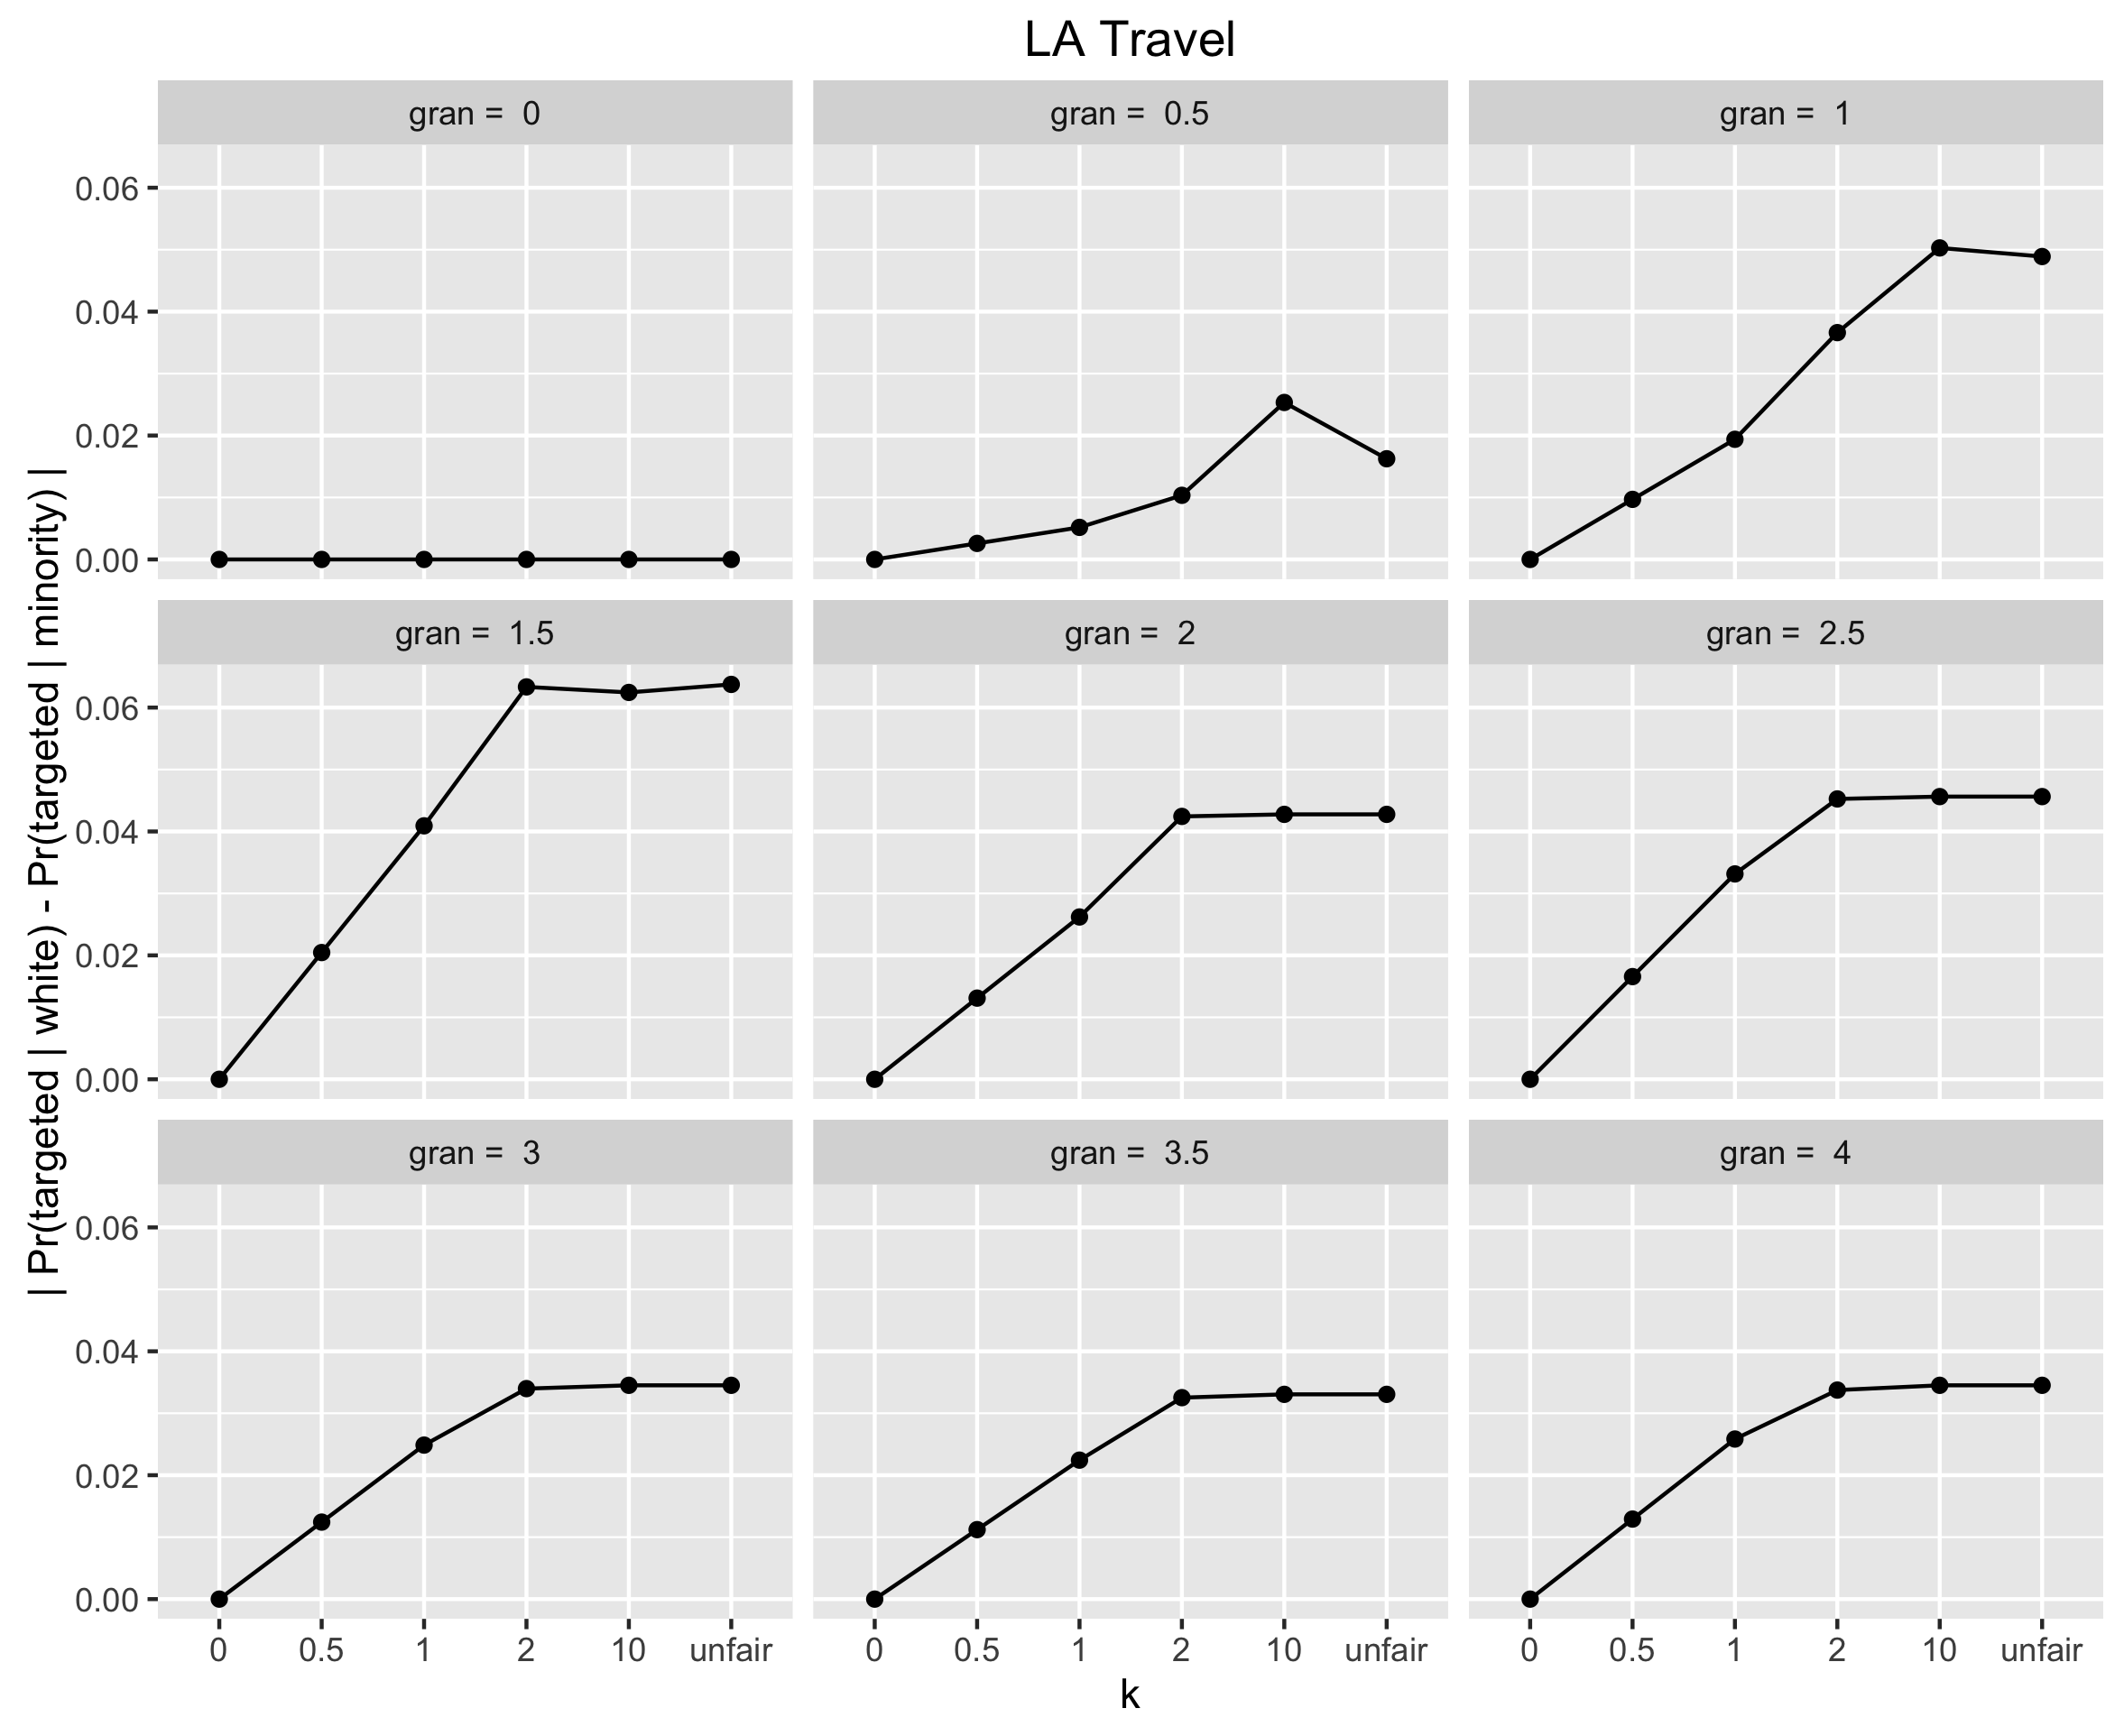 LA Travel
gran =  0
gran =  0.5
gran =  1
0.06
0.04
0.02
0.00
gran =  1.5
gran =  2
gran =  2.5
0.06
0.04
0.02
0.00
gran =  3
gran =  3.5
gran =  4
0.06
0.04
0.02
0.00
0 0.5 1 2 10 unfair
0 0.5 1 2 10 unfair
0 0.5 1 2 10 unfair
k
| Pr(targeted | white) - Pr(targeted | minority) |